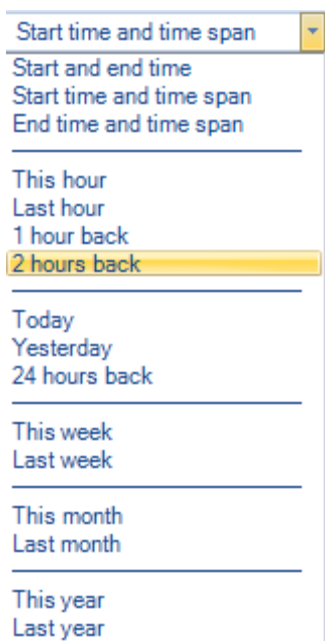 Start time and time span
Start and end time
Start time and time span
End time and time span
This hour
Last hour
1 hour back
2 hours back
Today
Yesterday
24 hours back
This week
Last week
This month
Last month
This year
Last year